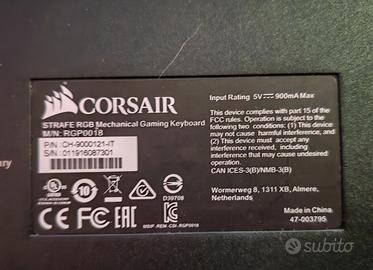 CORSAIR
STRAFE RGB Mechanical Gaming Keyboard
M/N: RGP0018
P/N: CH-9000121-IT
S/N: 011916087301
D39708
MSIP-REM-CSI-RGP0018
Input Rating 5V 900mA Max
This device complies with part 15 of the
FCC rules. Operation is subject to the
following two conditions: (1) This device
may not cause harmful interference, and
(2) This device must accept any
interference received, including
interference that may cause undesired
operation.
CAN ICES-3(B)/NMB-3(B)
Wormerweg 8, 1311 XB, Almere,
Netherlands
Made in China
47-003795
subito